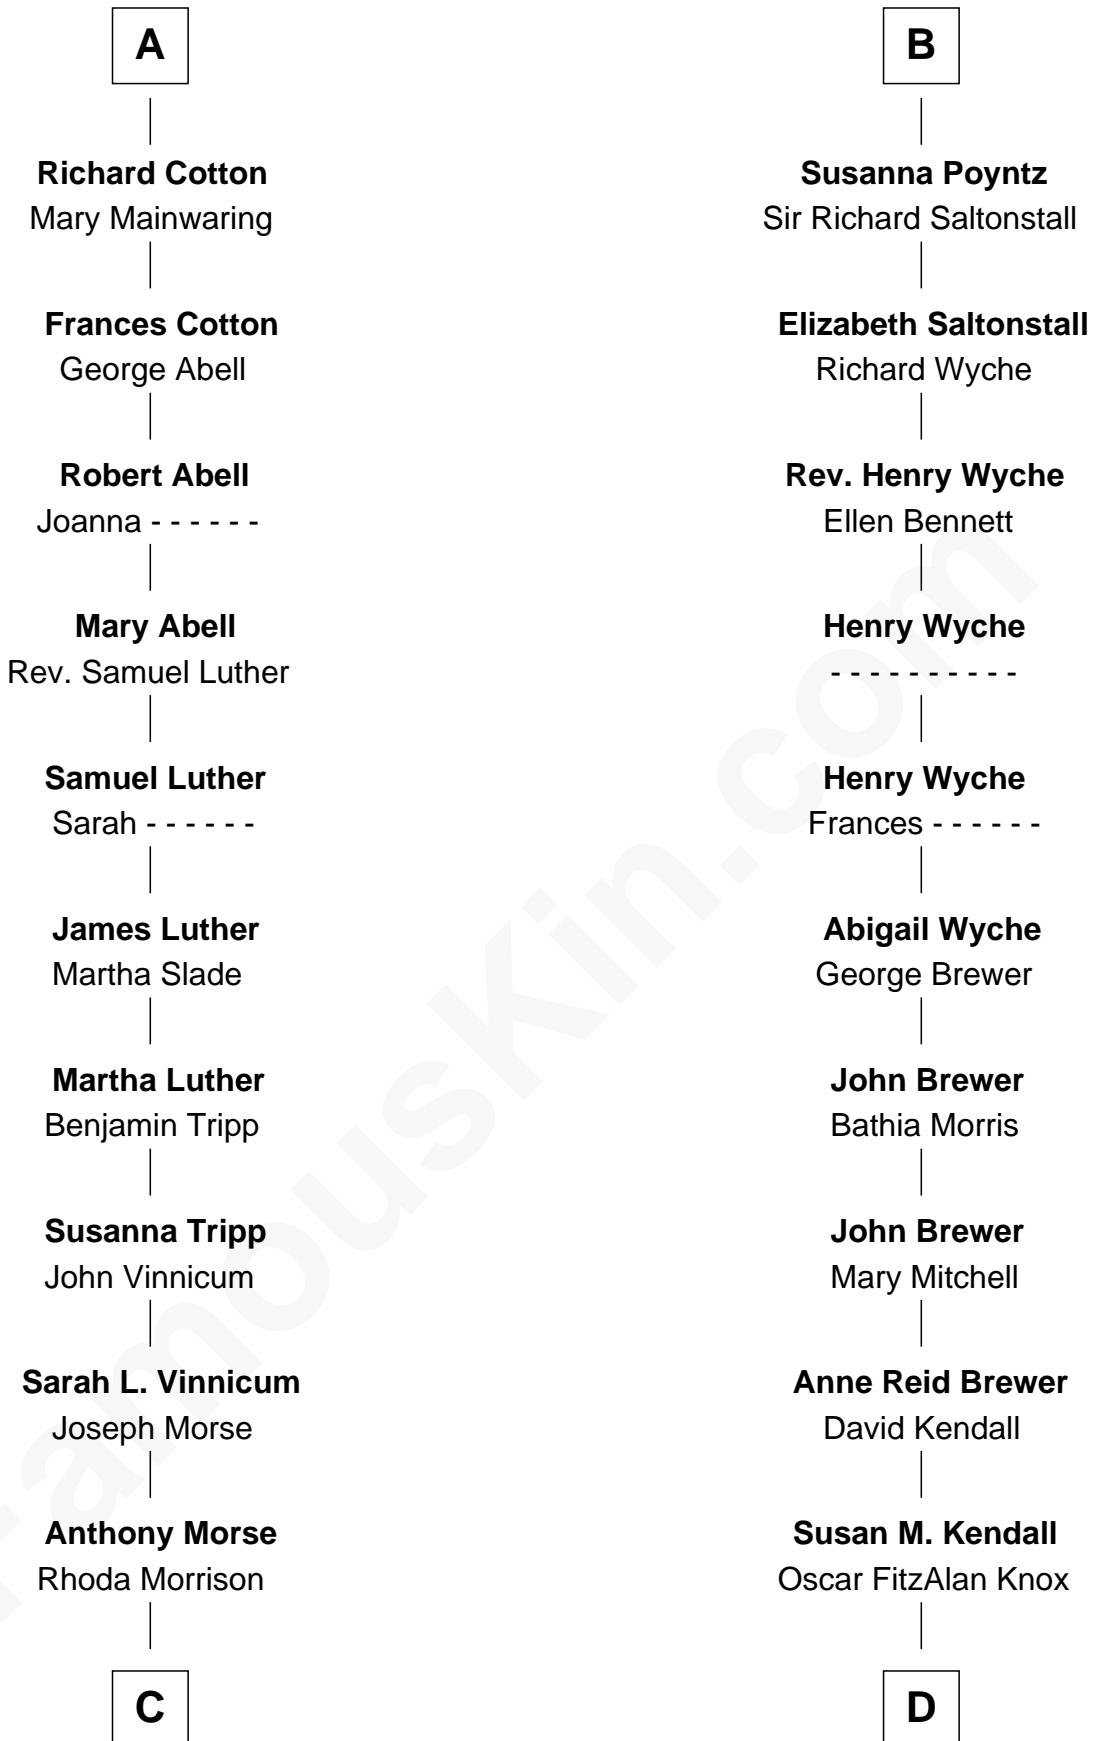 A
Richard Cotton
Mary Mainwaring
Frances Cotton
George Abell
Robert Abell
Joanna - - - - - -
Mary Abell
Rev. Samuel Luther
Samuel Luther
Sarah - - - - - -
James Luther
Martha Slade
Martha Luther
Benjamin Tripp
Susanna Tripp
John Vinnicum
Sarah L. Vinnicum
Joseph Morse
Anthony Morse
Rhoda Morrison
C
B
Susanna Poyntz
Sir Richard Saltonstall
Elizabeth Saltonstall
Richard Wyche
Rev. Henry Wyche
Ellen Bennett
Henry Wyche
- - - - - - - - - -
Henry Wyche
Frances - - - - - -
Abigail Wyche
George Brewer
John Brewer
Bathia Morris
John Brewer
Mary Mitchell
Anne Reid Brewer
David Kendall
Susan M. Kendall
Oscar FitzAlan Knox
D
FamousKin.com